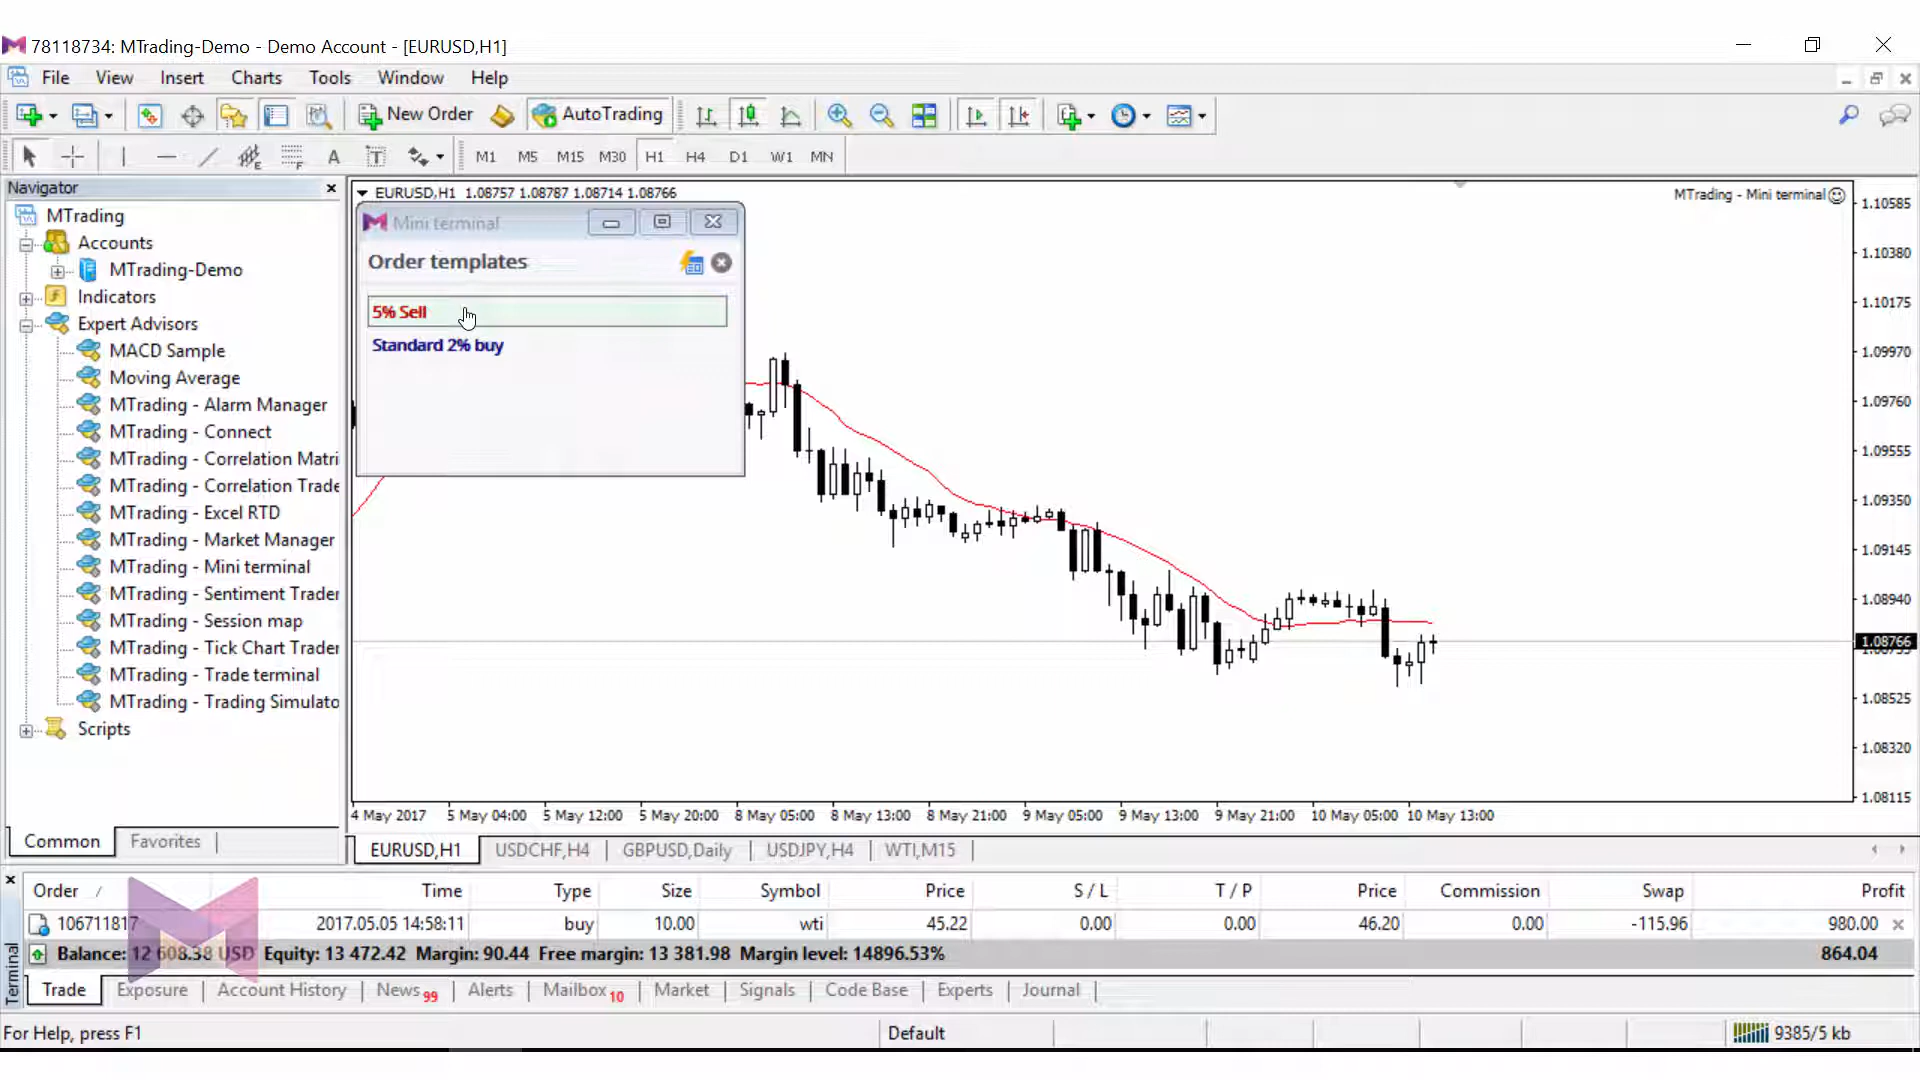 78118734: MTrading-Demo - Demo Account - [EURUSD,H1]
File View Insert Charts Tools Window Help
New Order AutoTrading
A T M1 M5 M15 M30 H1 H4 D1 W1 MN
Navigator
MTrading
Accounts
MTrading-Demo
Indicators
Expert Advisors
MACD Sample
Moving Average
MTrading - Alarm Manager
MTrading - Connect
MTrading - Correlation Matri
MTrading - Correlation Trade
MTrading - Excel RTD
MTrading - Market Manager
MTrading - Mini terminal
MTrading - Sentiment Trader
MTrading - Session map
MTrading - Tick Chart Trader
MTrading - Trade terminal
MTrading - Trading Simulato
Scripts
Common Favorites
EURUSD,H1 1.08757 1.08787 1.08714 1.08766
MTrading - Mini terminal
Mini terminal
Order templates
5% Sell
Standard 2% buy
1.10585
1.10380
1.10175
1.09970
1.09760
1.09555
1.09350
1.09145
1.08940
1.08766
1.08525
1.08320
1.08115
4 May 2017 5 May 04:00 5 May 12:00 5 May 20:00 8 May 05:00 8 May 13:00 8 May 21:00 9 May 05:00 9 May 13:00 9 May 21:00 10 May 05:00 10 May 13:00
EURUSD,H1 USDCHF,H4 GBPUSD,Daily USDJPY,H4 WTI,M15
Order / Time Type Size Symbol Price S / L T / P Price Commission Swap Profit
106711817 2017.05.05 14:58:11 buy 10.00 wti 45.22 0.00 0.00 46.20 0.00 -115.96 980.00
Balance: 12 608.38 USD Equity: 13 472.42 Margin: 90.44 Free margin: 13 381.98 Margin level: 14896.53% 864.04
Terminal
Trade Exposure Account History News 99 Alerts Mailbox 10 Market Signals Code Base Experts Journal
For Help, press F1 Default 9385/5 kb